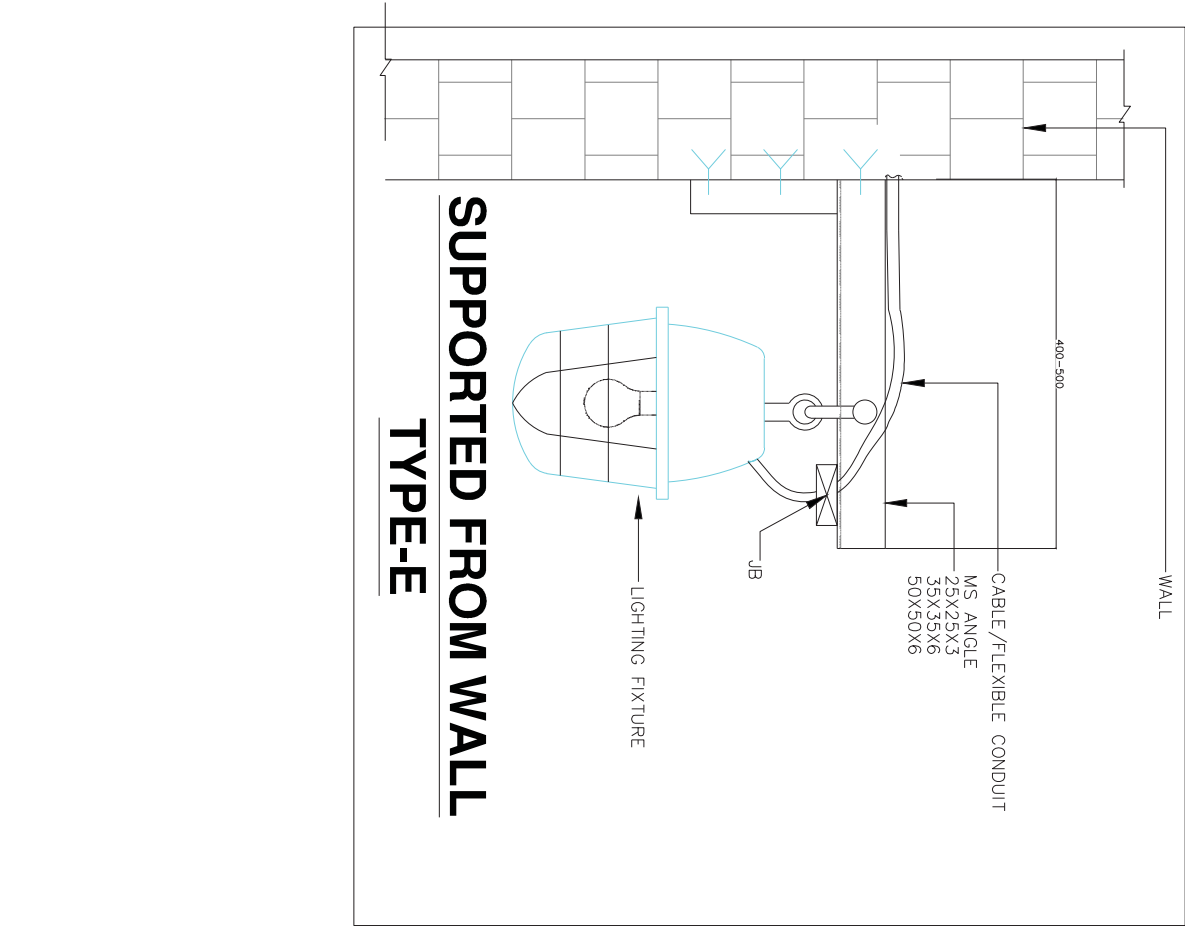 WALL
400-500
CABLE/FLEXIBLE CONDUIT
MS ANGLE
25X25X3
35X35X6
50X50X6
JB
LIGHTING FIXTURE
SUPPORTED FROM WALL
TYPE-E